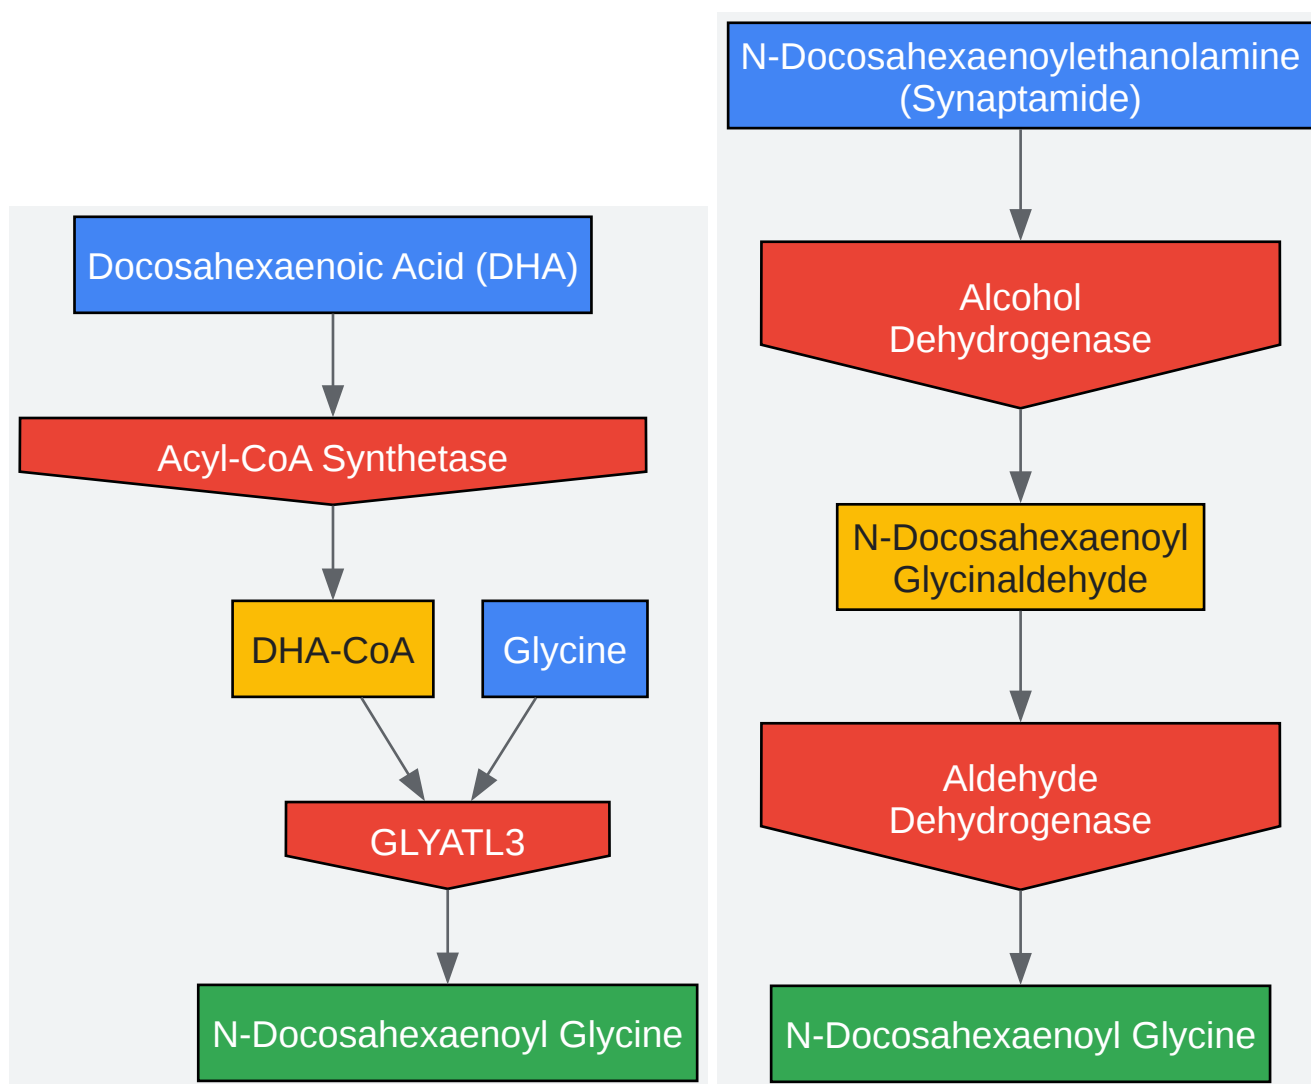 Docosahexaenoic Acid (DHA)
Acyl-CoA Synthetase
DHA-CoA
Glycine
GLYATL3
N-Docosahexaenoyl Glycine
N-Docosahexaenoylethanolamine
(Synaptamide)
Alcohol
Dehydrogenase
N-Docosahexaenoyl
Glycinaldehyde
Aldehyde
Dehydrogenase
N-Docosahexaenoyl Glycine